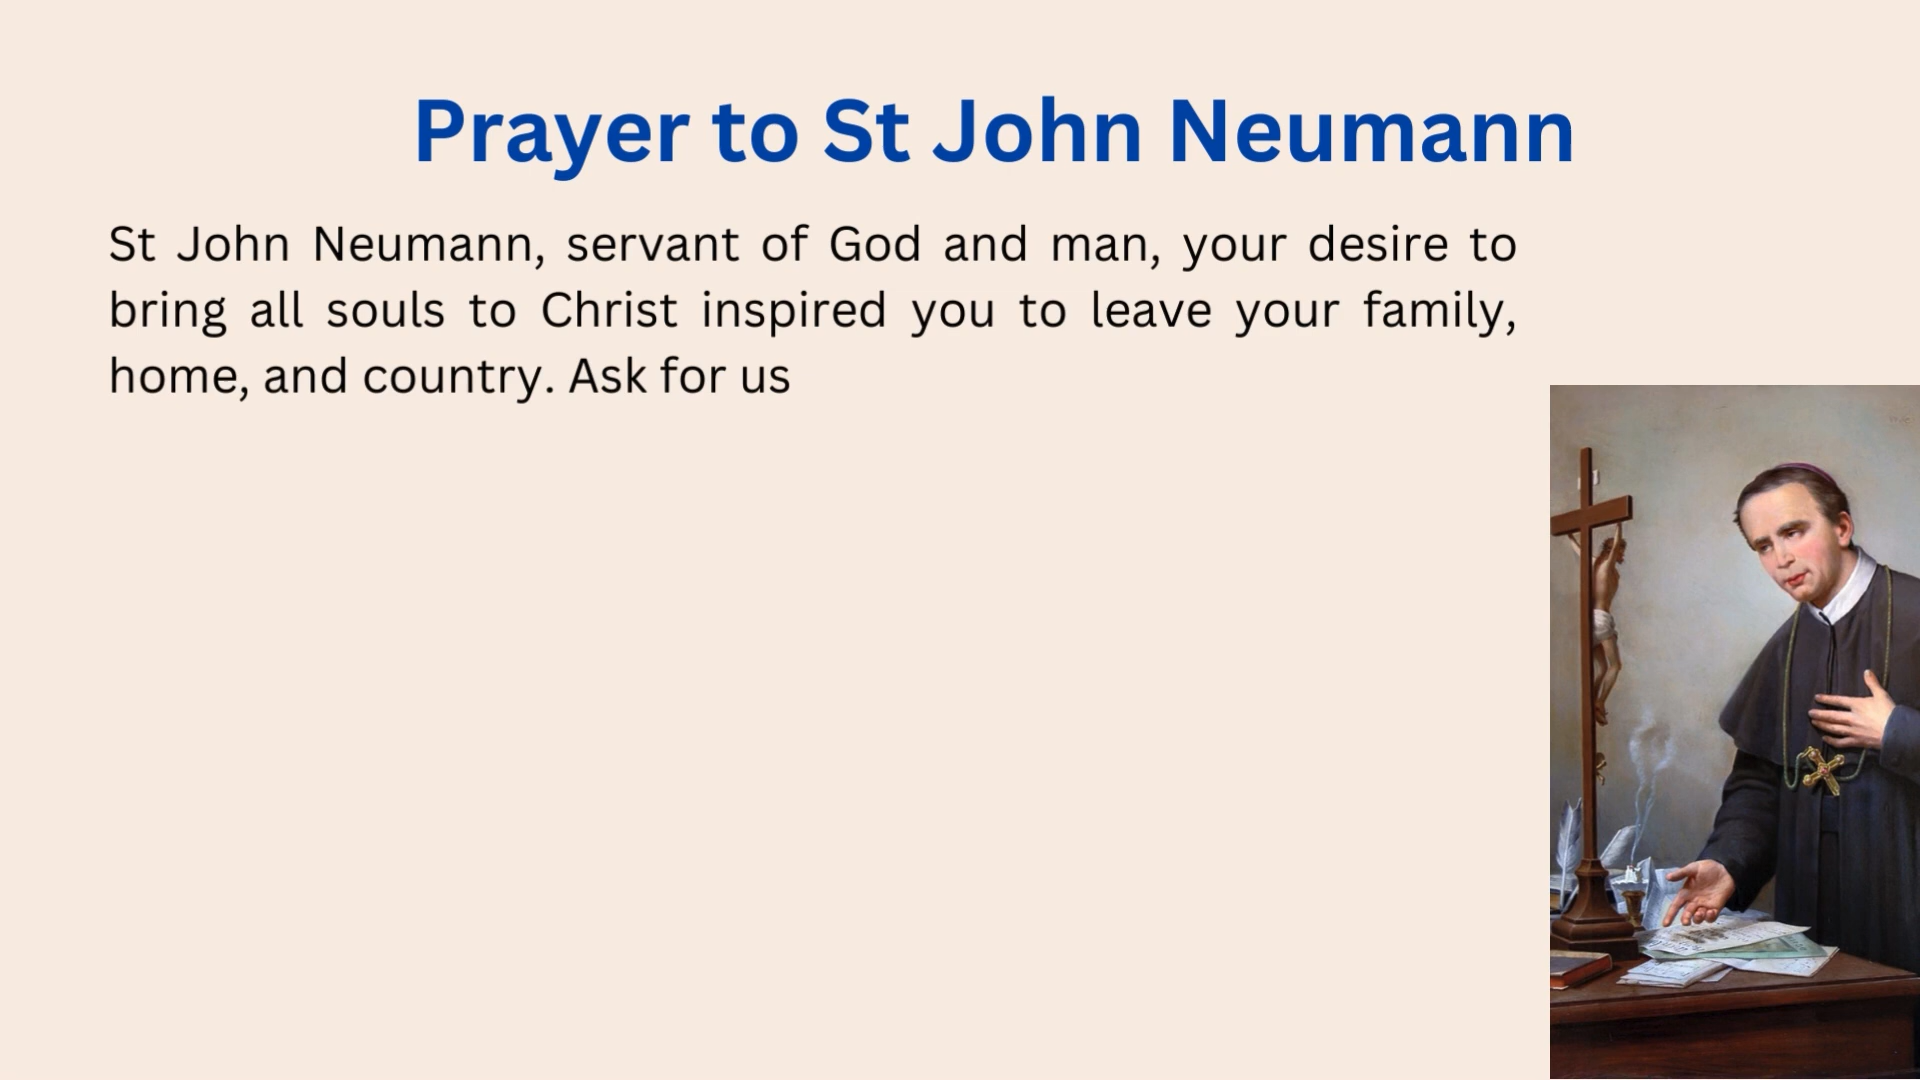 Prayer to St John Neumann
St John Neumann, servant of God and man, your desire to
bring all souls to Christ inspired you to leave your family,
home, and country. Ask for us